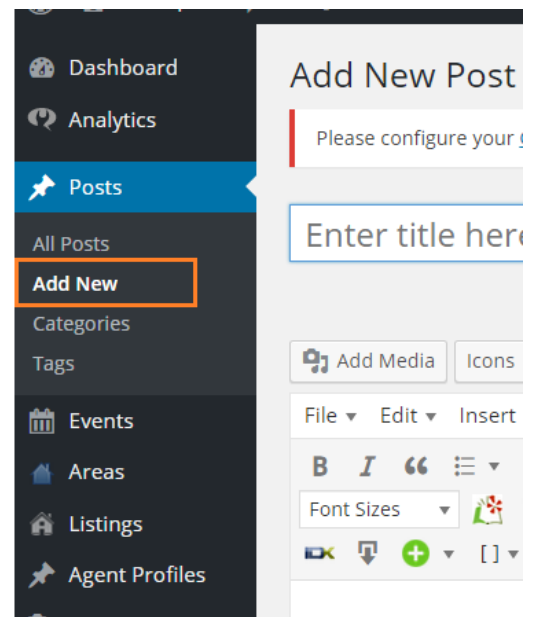 Dashboard
Analytics
Posts
All Posts
Add New
Categories
Tags
Events
Areas
Listings
Agent Profiles
Add New Post
Please configure your
Enter title here
Add Media Icons
File Edit Insert
B I
Font Sizes
IDX []